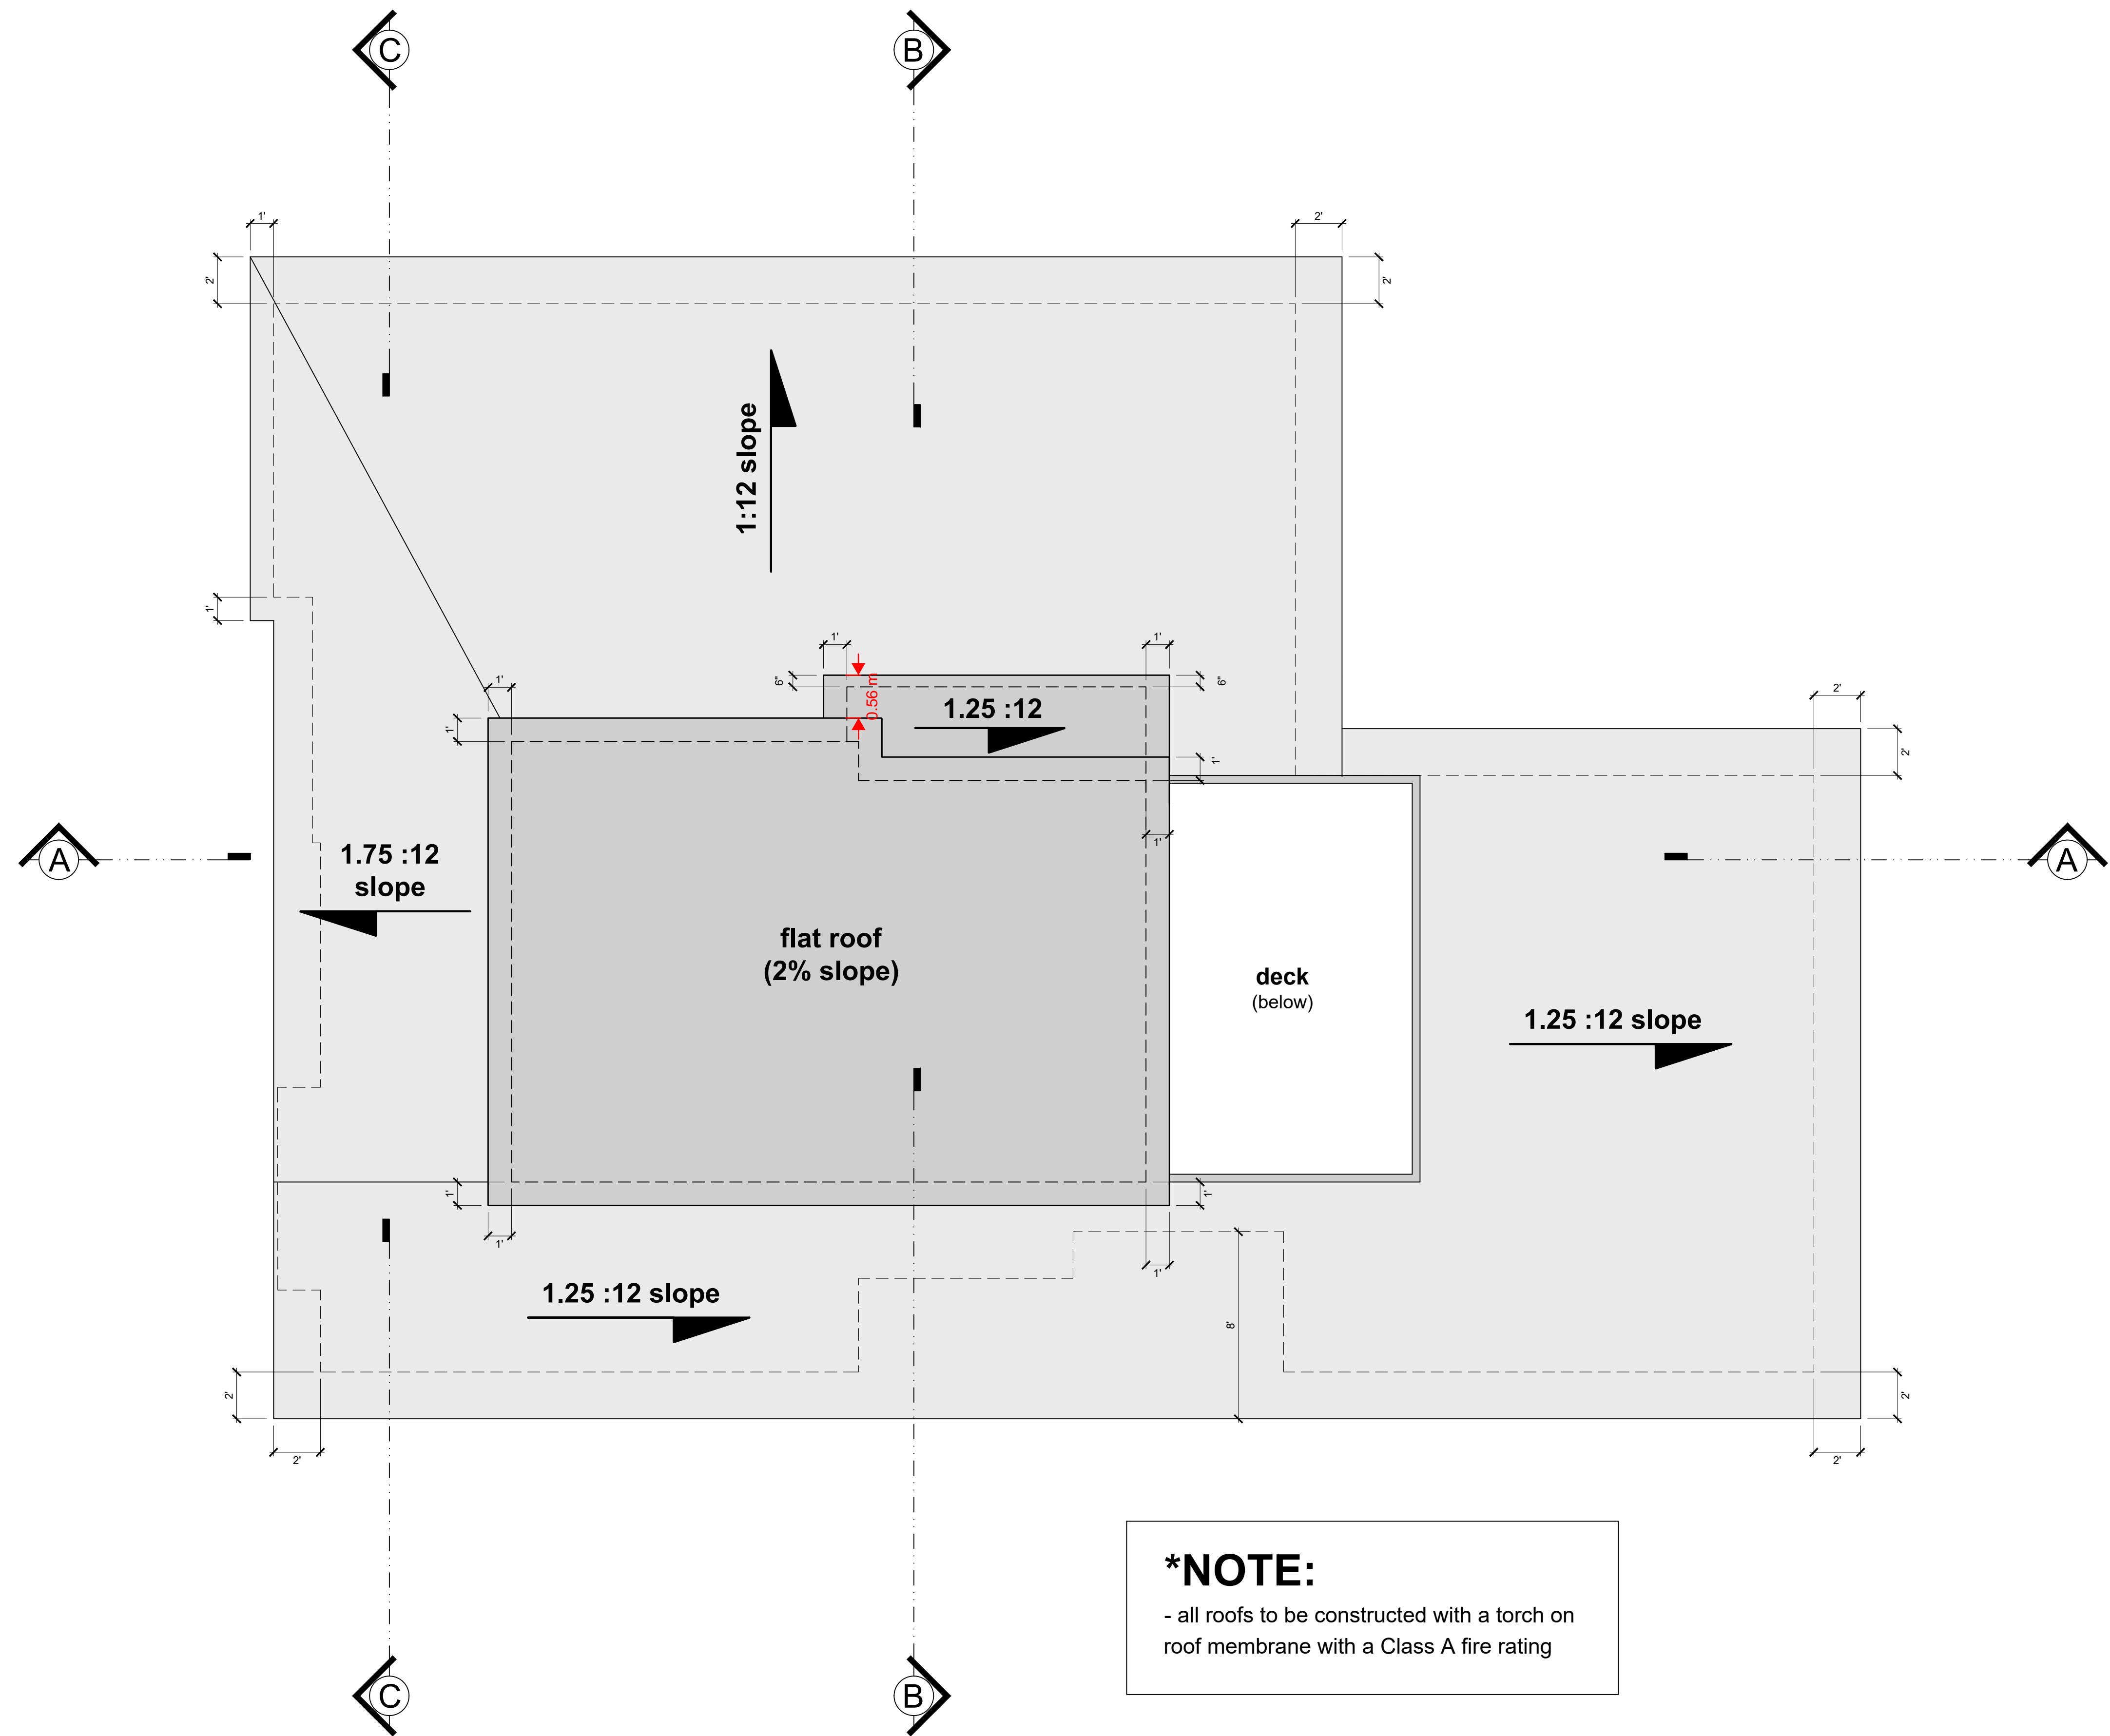 C
B
1'
2'
2'
2'
1:12 slope
1'
1'
1'
1'
6"
0.56 m
6"
1.25 :12
2'
1'
1'
2'
1'
A
1.75 :12
slope
A
flat roof
(2% slope)
deck
(below)
1.25 :12 slope
1'
1'
1'
1'
1.25 :12 slope
8'
2'
2'
2'
2'
*NOTE:
- all roofs to be constructed with a torch on
roof membrane with a Class A fire rating
C
B